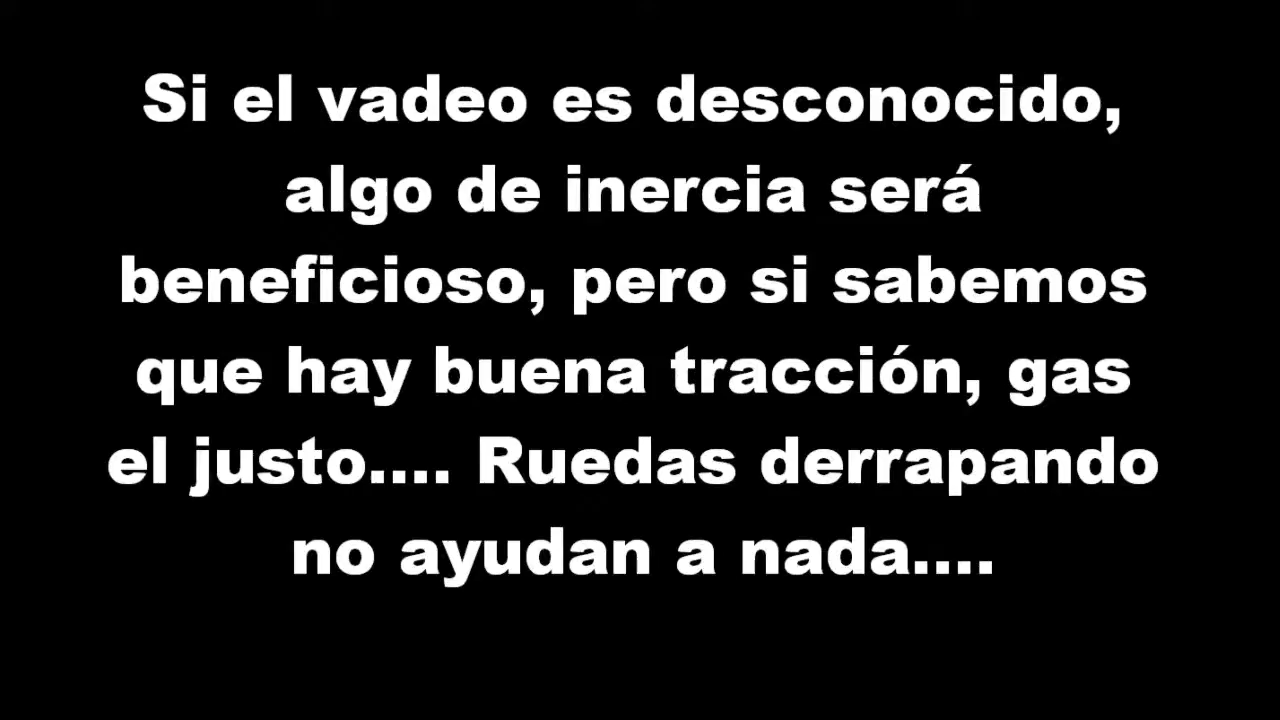 Si el vadeo es desconocido,
algo de inercia será
beneficioso, pero si sabemos
que hay buena tracción, gas
el justo.... Ruedas derrapando
no ayudan a nada....